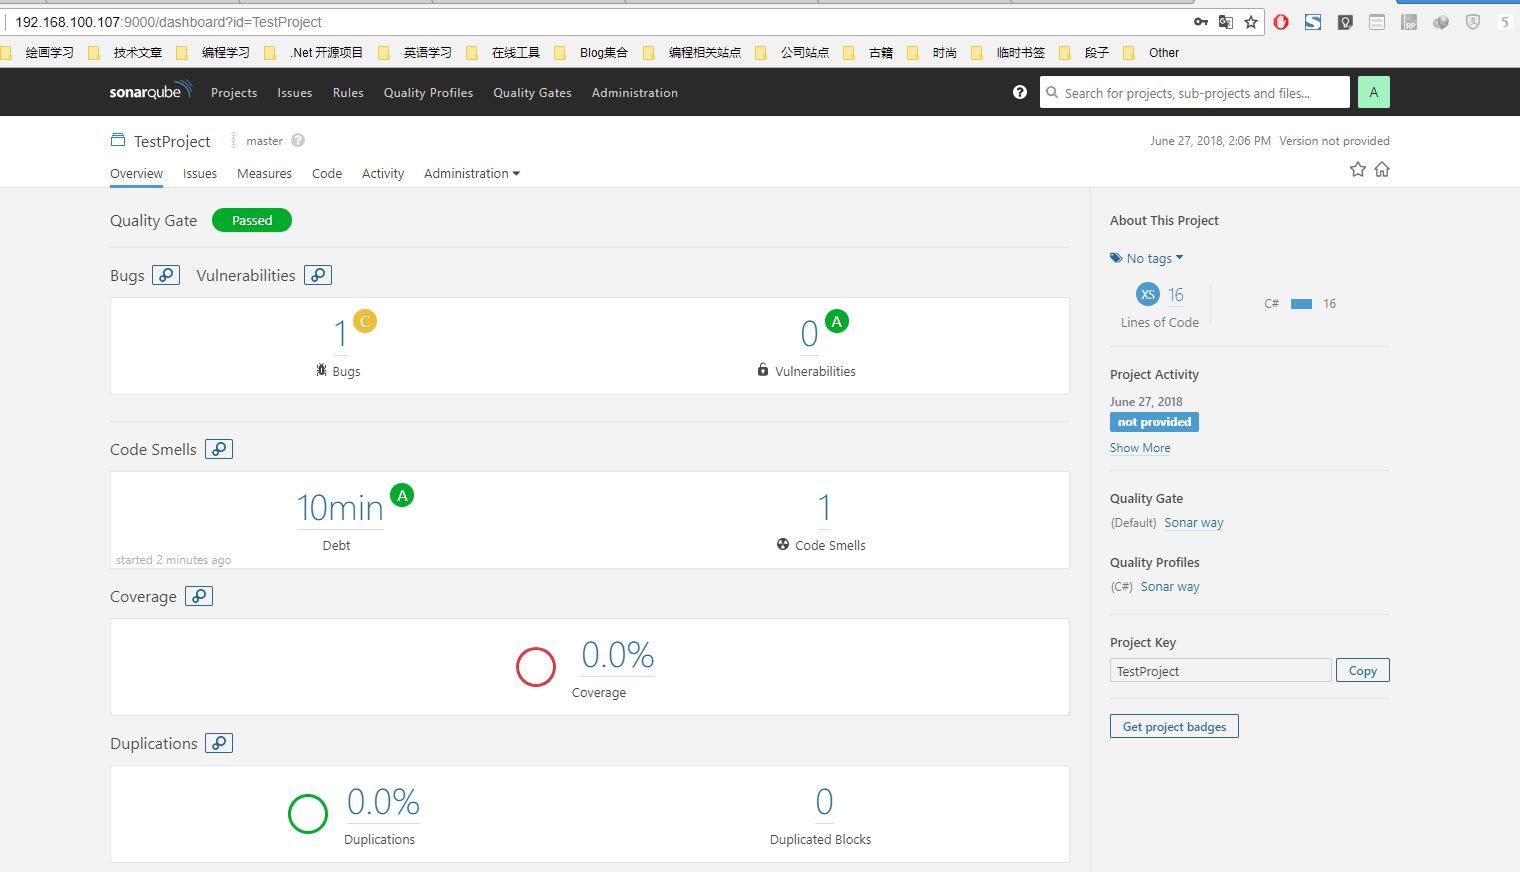 192.168.100.107:9000/dashboard?id=TestProject
绘画学习 技术文章 编程学习 .Net 开源项目 英语学习 在线工具 Blog集合 编程相关站点 公司站点 古籍 时尚 临时书签 段子 Other
sonarqube Projects Issues Rules Quality Profiles Quality Gates Administration ? Search for projects, sub-projects and files... A
TestProject master ? June 27, 2018, 2:06 PM Version not provided
Overview Issues Measures Code Activity Administration
Quality Gate Passed
Bugs Vulnerabilities
1 C 0 A
Bugs Vulnerabilities
Code Smells
10min A 1
Debt Code Smells
started 2 minutes ago
Coverage
0.0%
Coverage
Duplications
0.0% 0
Duplications Duplicated Blocks
About This Project
No tags
XS 16 C# 16
Lines of Code
Project Activity
June 27, 2018
not provided
Show More
Quality Gate
(Default) Sonar way
Quality Profiles
(C#) Sonar way
Project Key
TestProject Copy
Get project badges